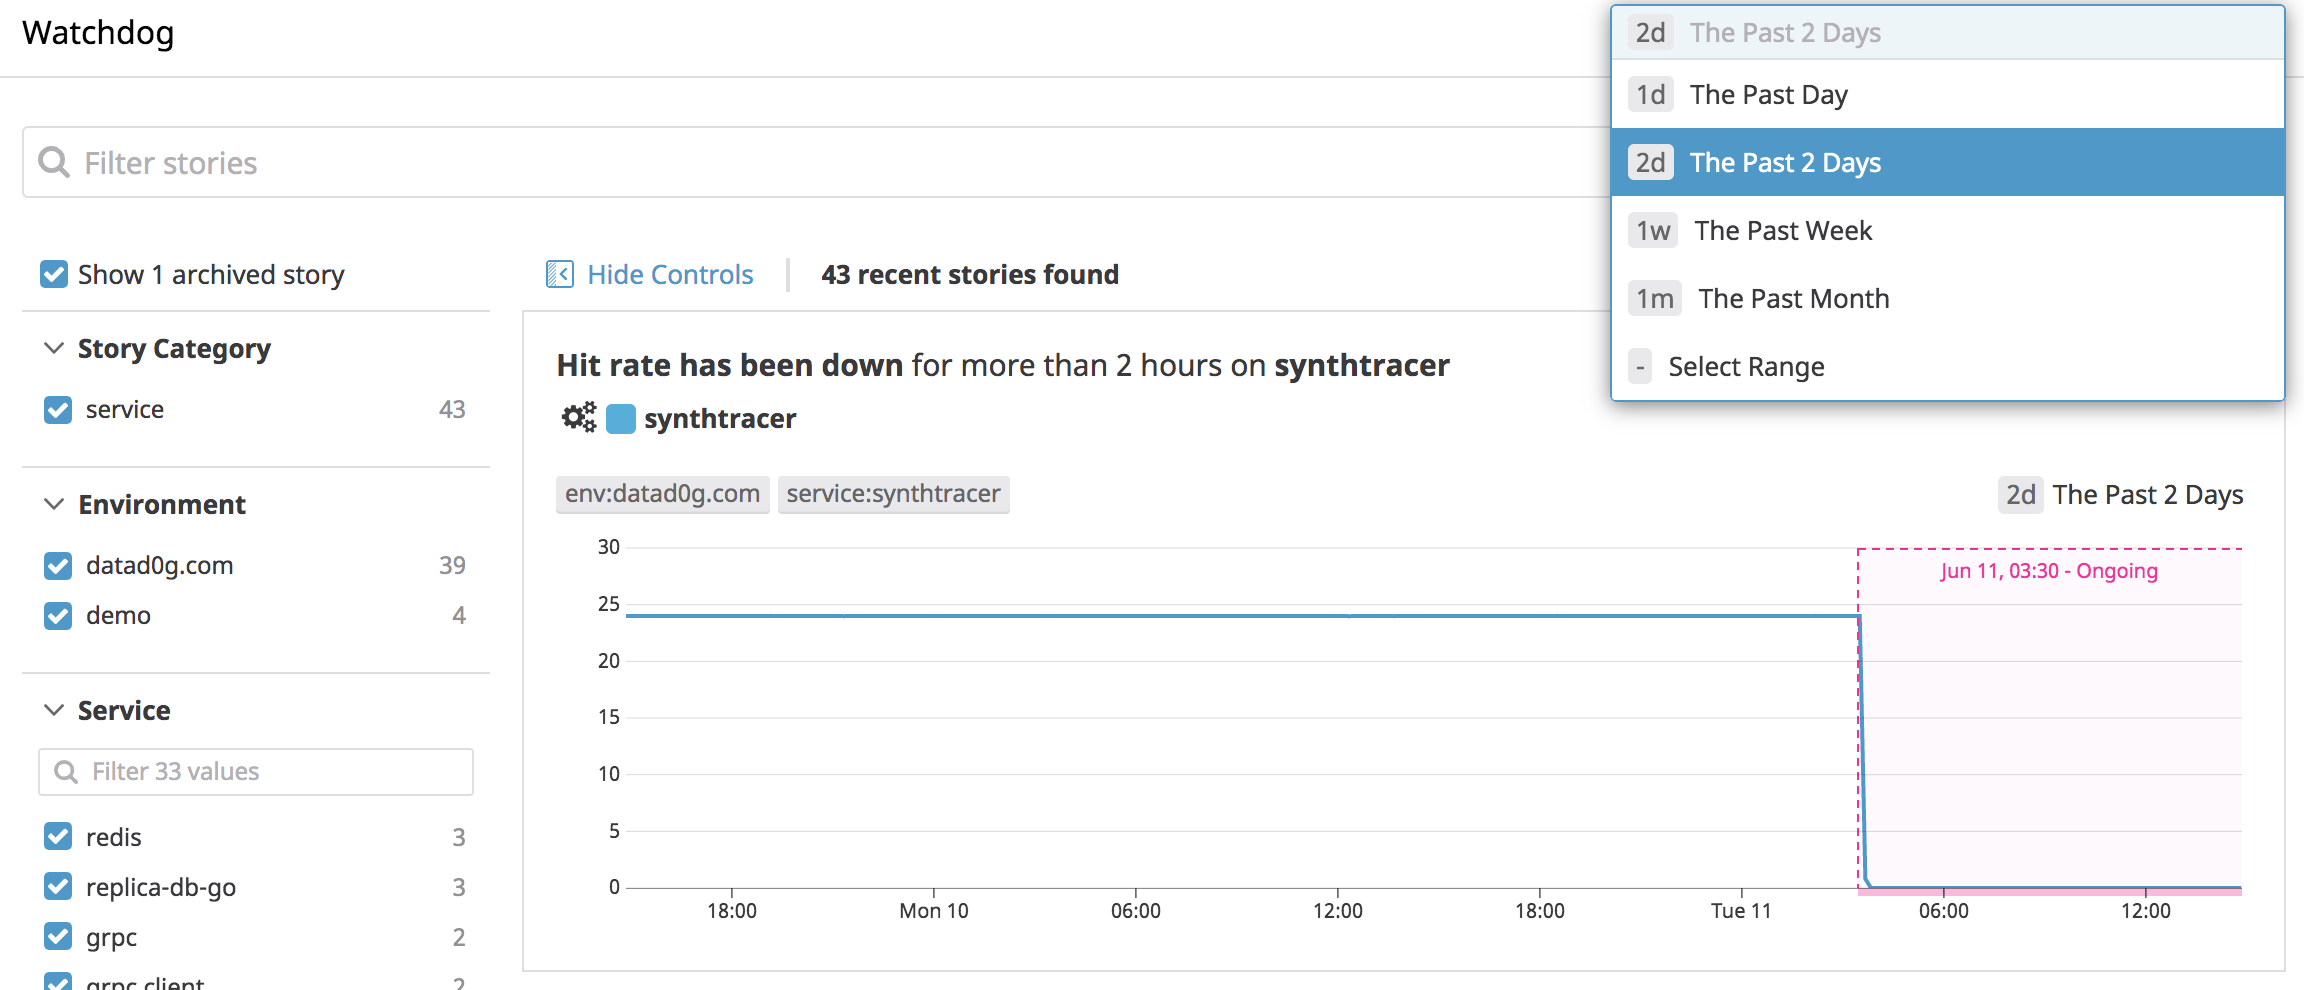 Watchdog
2d The Past 2 Days
1d The Past Day
2d The Past 2 Days
1w The Past Week
1m The Past Month
- Select Range
Filter stories
Show 1 archived story
Hide Controls
43 recent stories found
Story Category
service 43
Environment
datad0g.com 39
demo 4
Service
Filter 33 values
redis 3
replica-db-go 3
grpc 2
grpc client 2
Hit rate has been down for more than 2 hours on synthtracer
synthtracer
env:datad0g.com service:synthtracer
2d The Past 2 Days
Jun 11, 03:30 - Ongoing
30
25
20
15
10
5
0
18:00 Mon 10 06:00 12:00 18:00 Tue 11 06:00 12:00